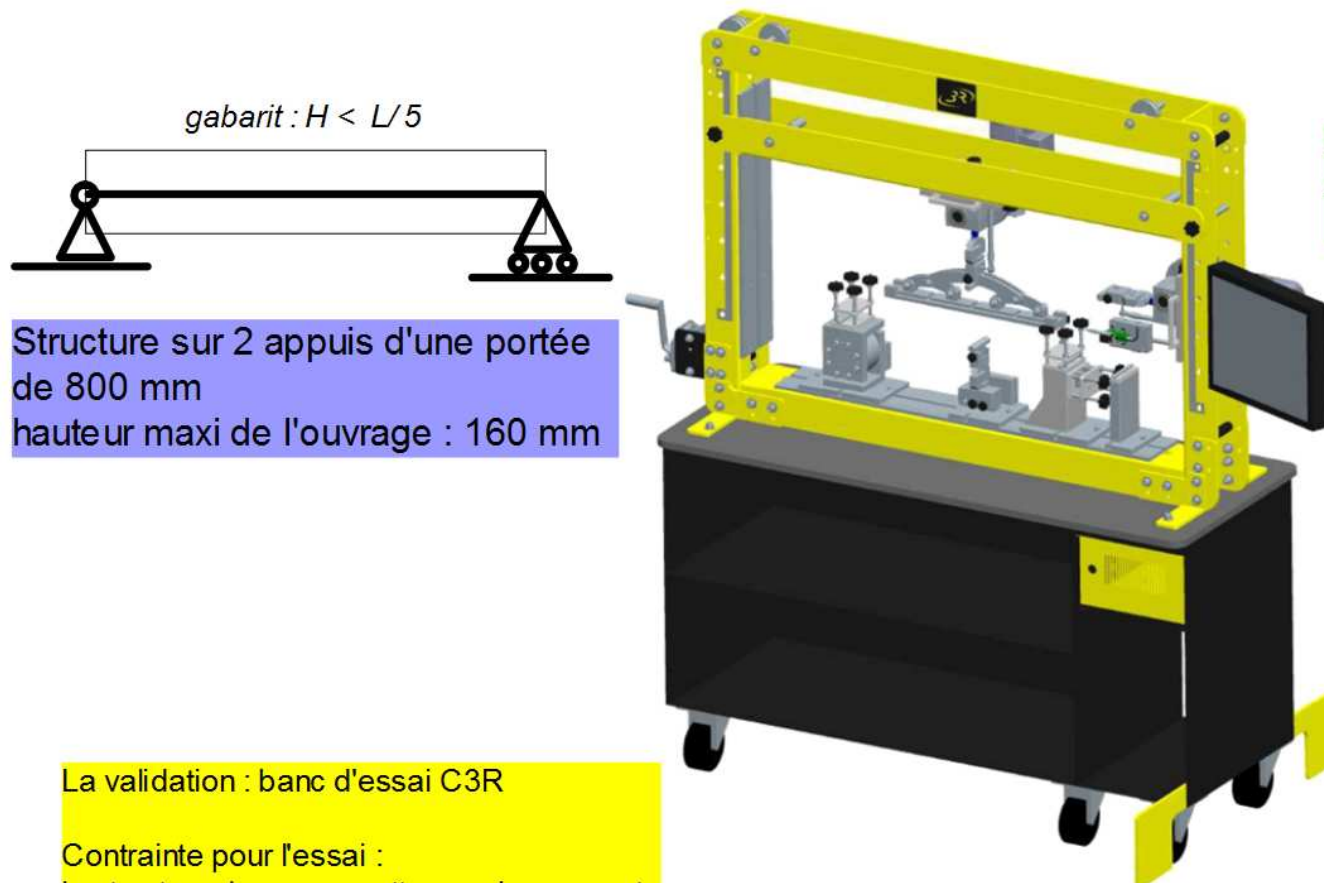 gabarit : H < L/ 5
Structure sur 2 appuis d'une portée
de 800 mm
hauteur maxi de l'ouvrage : 160 mm
3R
La validation : banc d'essai C3R
Contrainte pour l'essai :